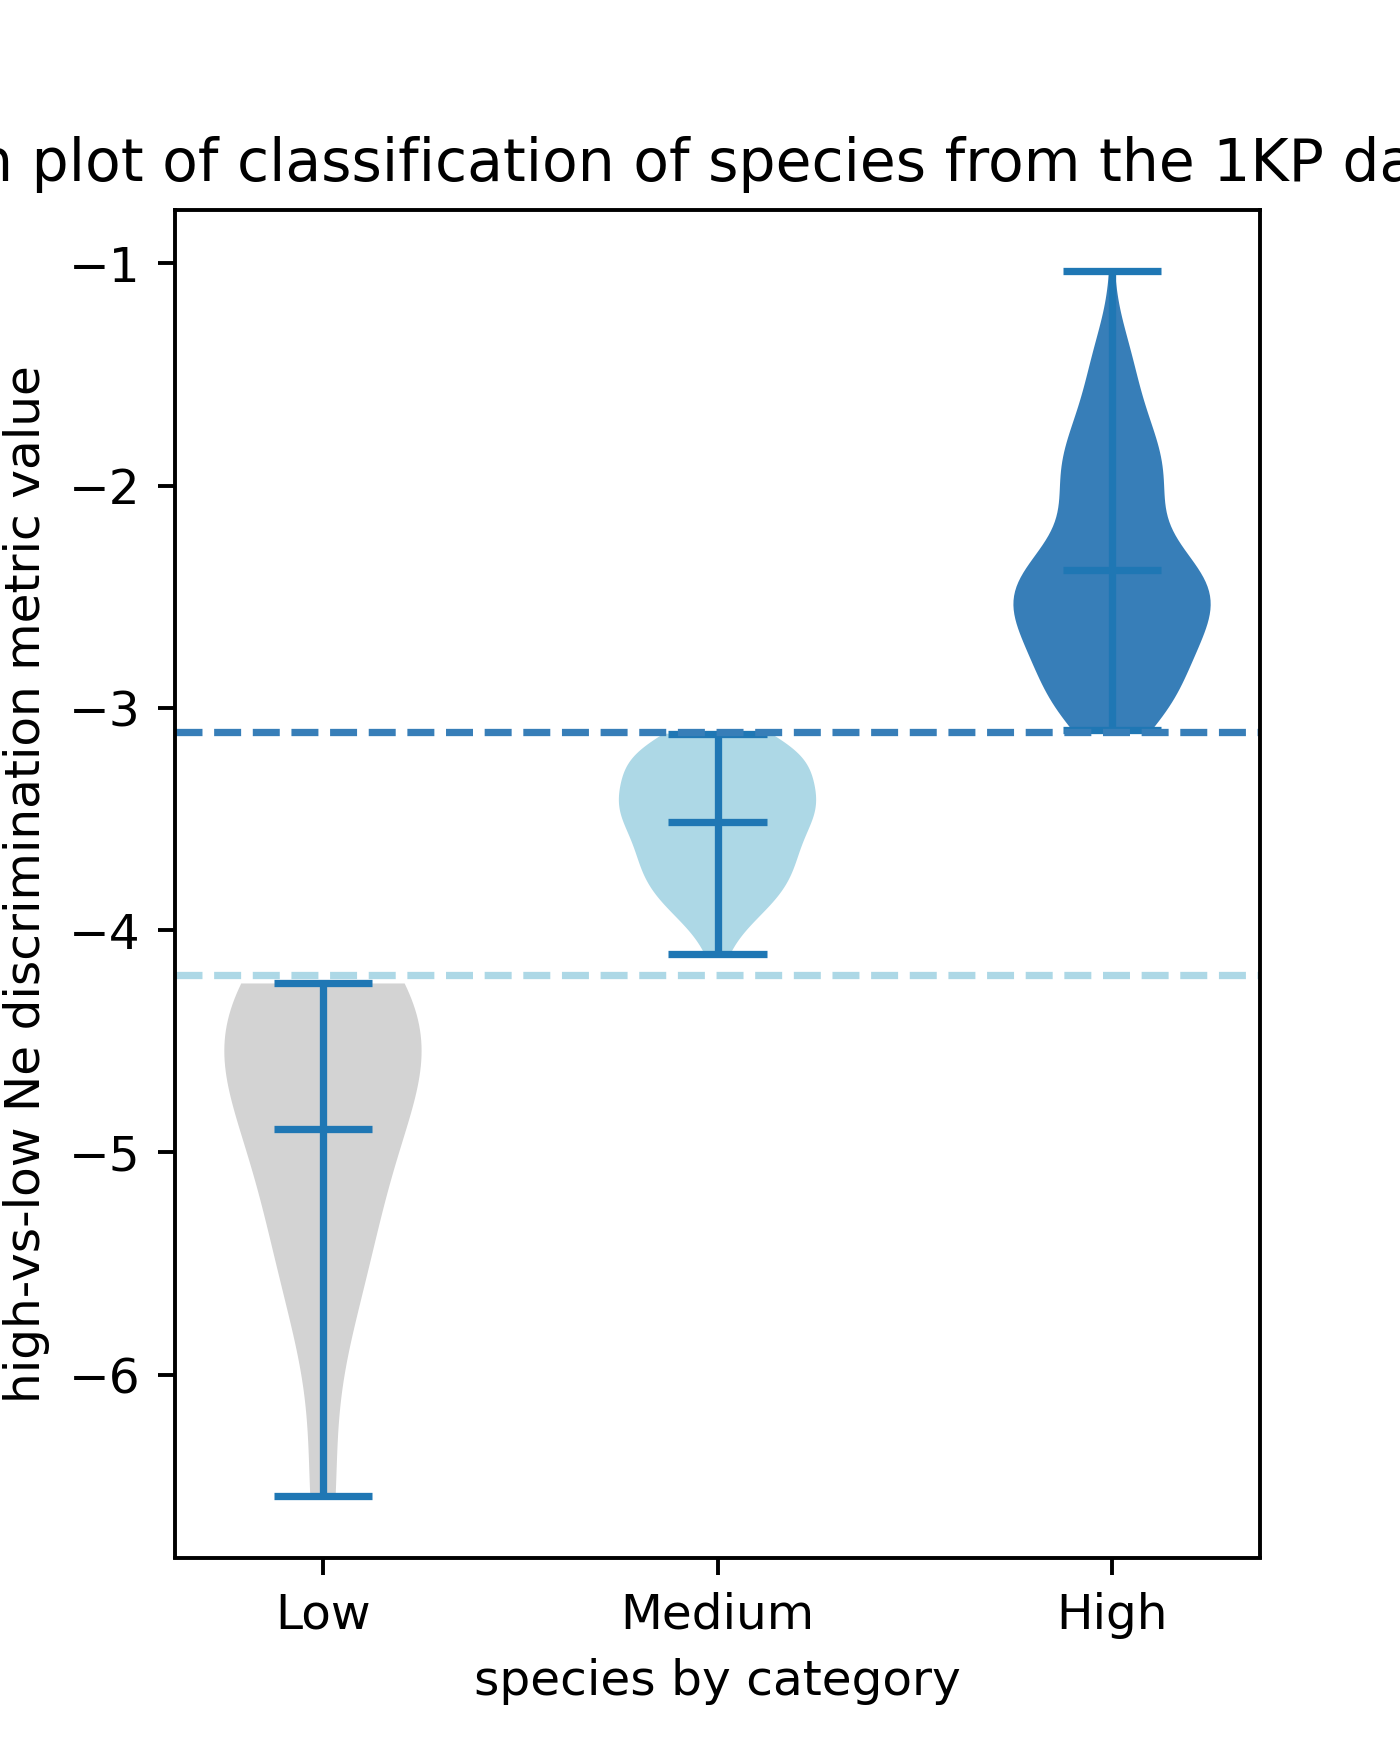 plot of classification of species from the 1KP
high-vs-low Ne discrimination metric value
−1
−2
−3
−4
−5
−6
Low Medium High
species by category